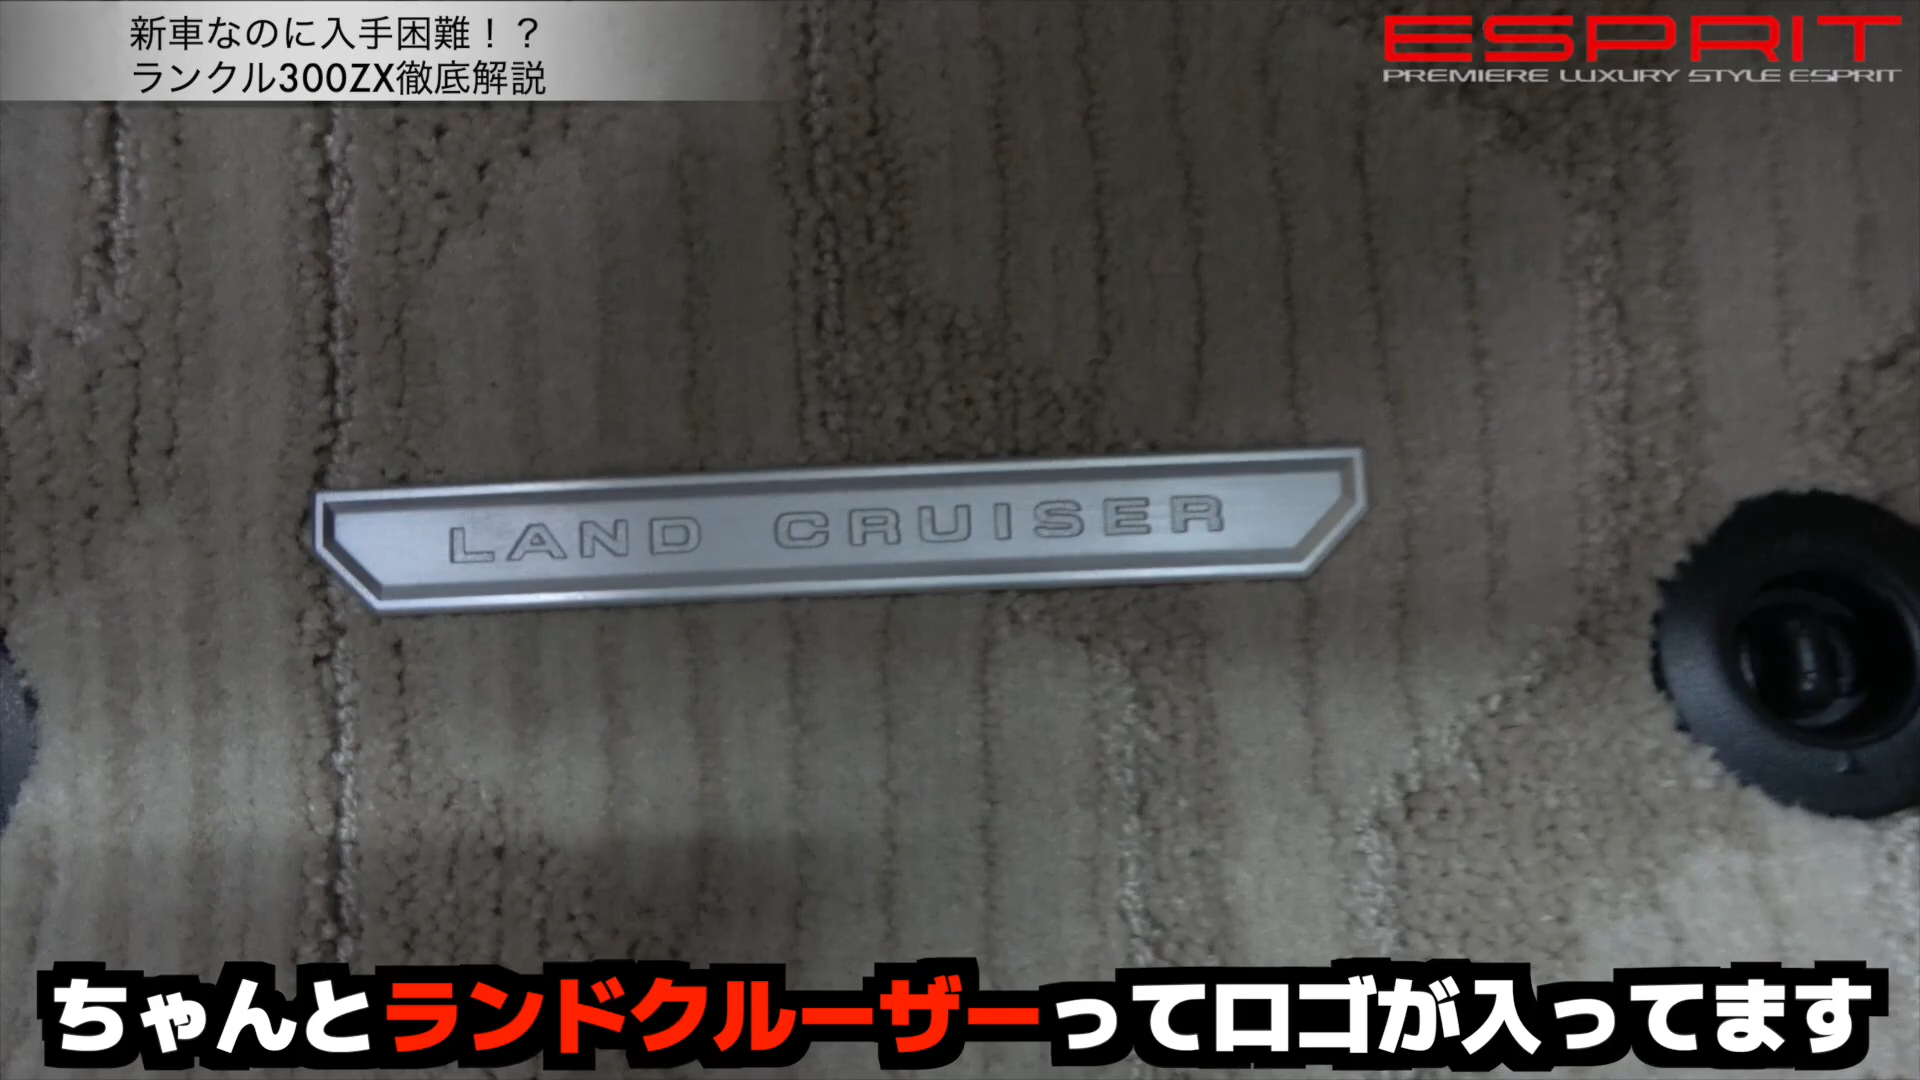 新車なのに入手困難！？
ランクル300ZX徹底解説
ESPRIT
PREMIERE LUXURY STYLE ESPRIT
LAND CRUISER
ちゃんとランドクルーザーってロゴが入ってます